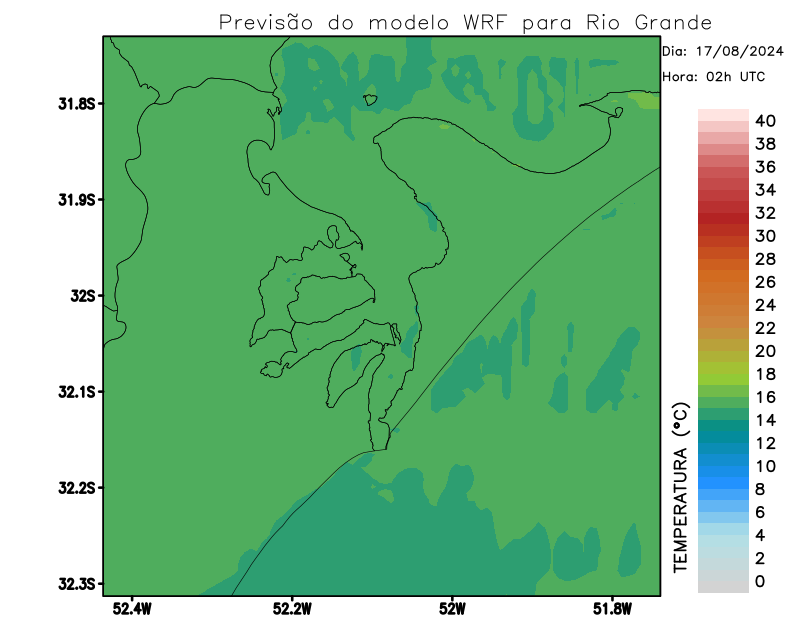 Previsão do modelo WRF para Rio Grande
Dia: 17/08/2024
Hora: 02h UTC
31.8S
31.9S
32S
32.1S
32.2S
32.3S
52.4W
52.2W
52W
51.8W
TEMPERATURA (°C)
40
38
36
34
32
30
28
26
24
22
20
18
16
14
12
10
8
6
4
2
0